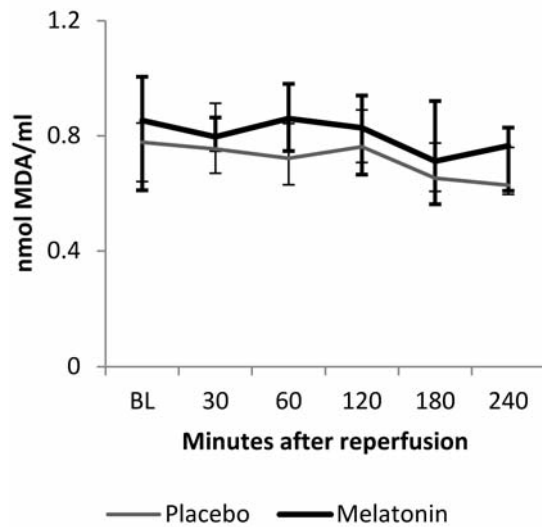 1.2
0.8
0.4
0
nmol MDA/ml
BL 30 60 120 180 240
Minutes after reperfusion
Placebo Melatonin